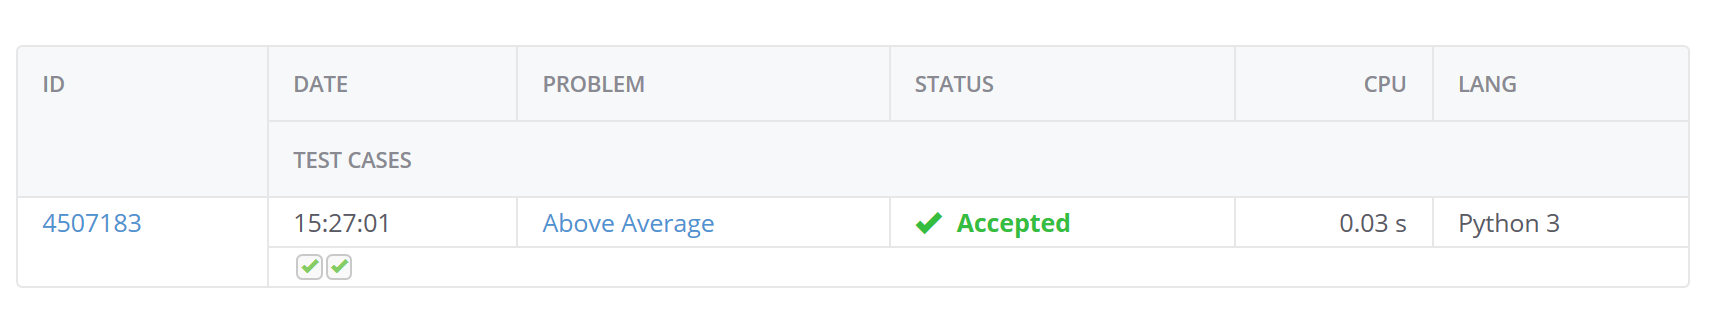 ID DATE PROBLEM STATUS CPU LANG
TEST CASES
4507183 15:27:01 Above Average Accepted 0.03 s Python 3